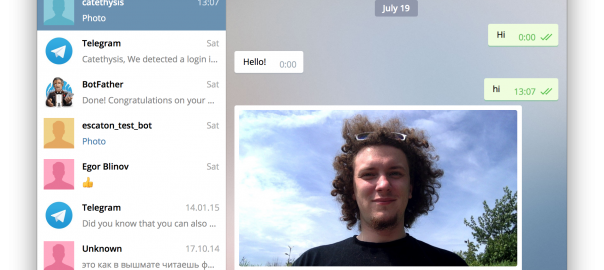 catethysis 13:07
Photo
Telegram Sat
Catethysis, We detected a login i...
BotFather Sat
Done! Congratulations on your ...
escaton_test_bot Sat
Photo
Egor Blinov Sat
👍
Telegram 14.01.15
Did you know that you can also ...
Unknown 17.10.14
это как в вышмате читаешь ф...
July 19
Hi 0:00
Hello! 0:00
hi 13:07